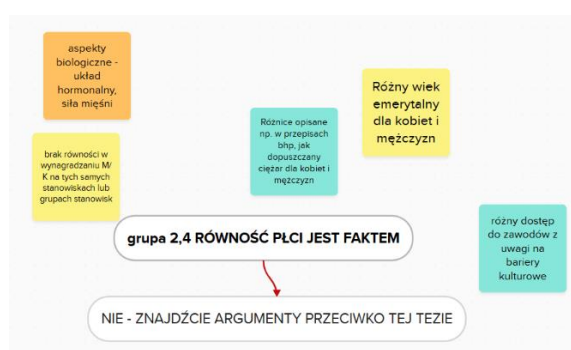 aspekty
biologiczne -
układ
hormonalny,
siła mięśni
Różny wiek
emerytalny
dla kobiet i
mężczyzn
Różnice opisane
np. w przepisach
bhp, jak
dopuszczany
ciężar dla kobiet i
mężczyzn
brak równości w
wynagradzaniu M/
K na tych samych
stanowiskach lub
grupach stanowisk
różny dostęp
do zawodów z
uwagi na
bariery
kulturowe
grupa 2,4 RÓWNOŚĆ PŁCI JEST FAKTEM
NIE - ZNAJDŹCIE ARGUMENTY PRZECIWKO TEJ TEZIE